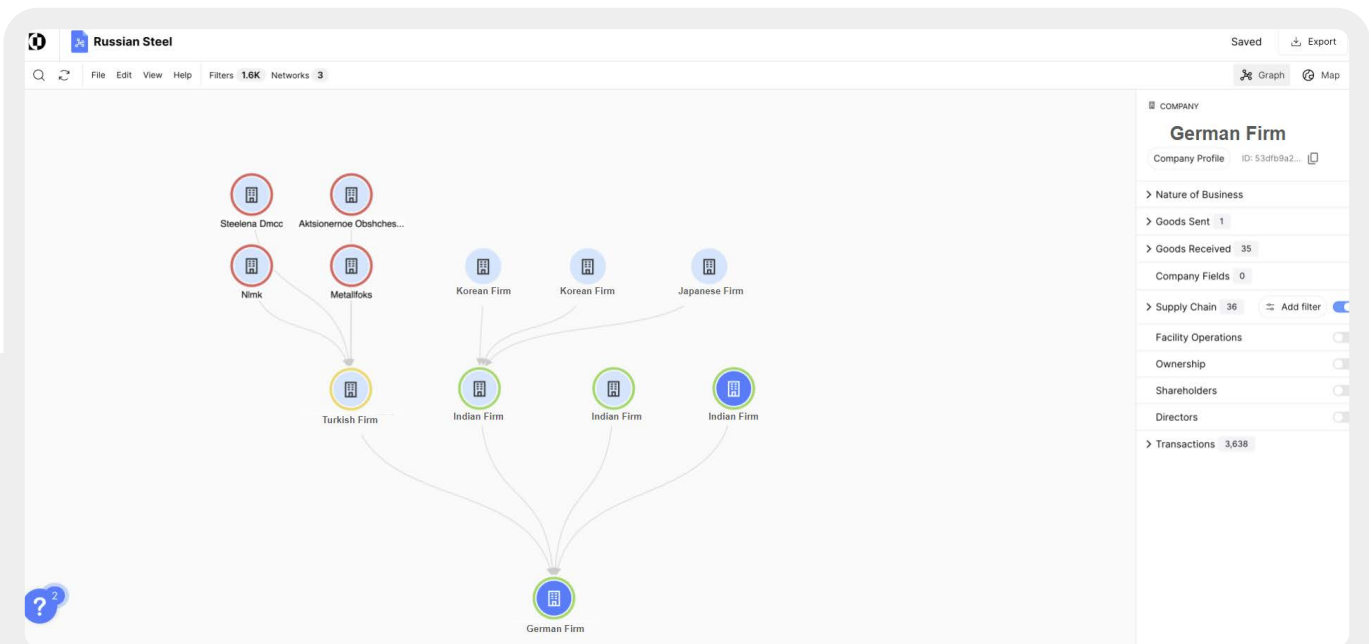 Russian Steel
Saved
Export
File Edit View Help Filters 1.6K Networks 3
Graph Map
COMPANY
German Firm
Company Profile ID: 53dfb9a2...
Nature of Business
Goods Sent 1
Goods Received 35
Company Fields 0
Supply Chain 36 Add filter
Facility Operations
Ownership
Shareholders
Directors
Transactions 3,638
Steelena Dmcc Aktsionernoe Obshches...
Nlmk Metallfoks Korean Firm Korean Firm Japanese Firm
Turkish Firm Indian Firm Indian Firm Indian Firm
German Firm
? 2